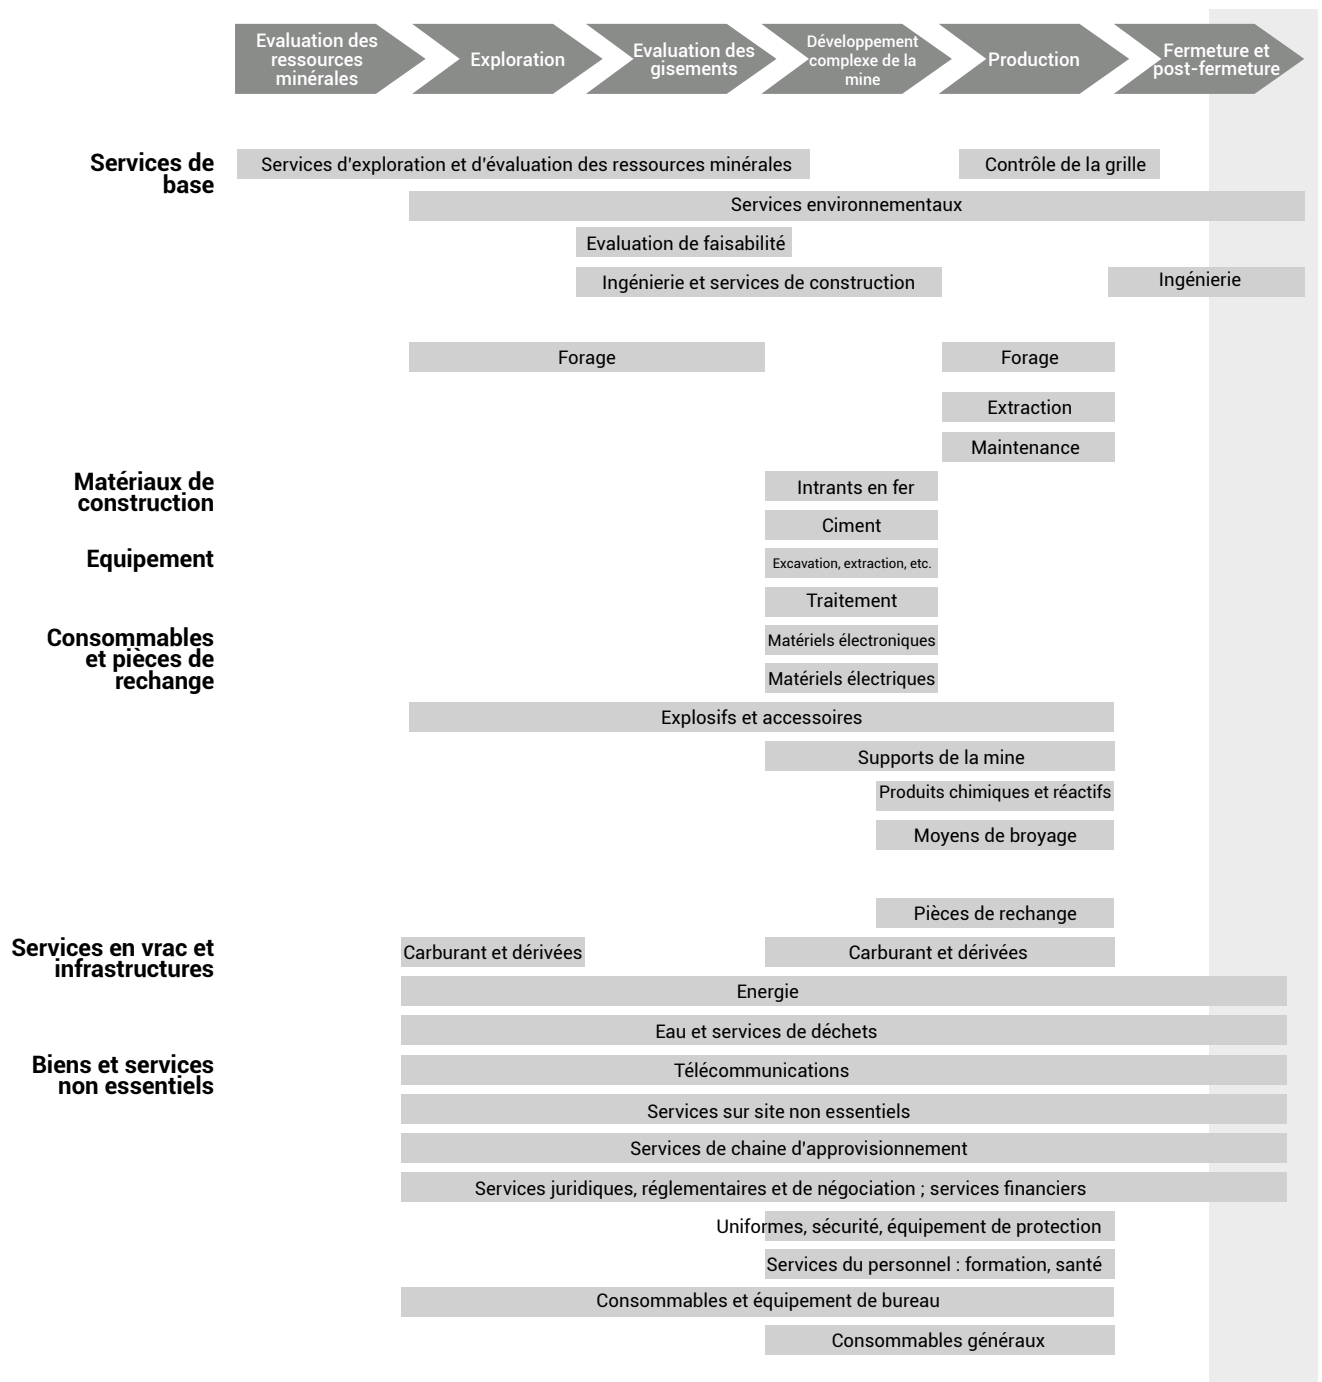 Evaluation des
ressources
minérales
Exploration
Evaluation des
gisements
Développement
complexe de la
mine
Production
Fermeture et
post-fermeture
Services de
base
Services d'exploration et d'évaluation des ressources minérales
Contrôle de la grille
Services environnementaux
Evaluation de faisabilité
Ingénierie et services de construction
Ingénierie
Forage
Forage
Extraction
Maintenance
Matériaux de
construction
Intrants en fer
Ciment
Equipement
Excavation, extraction, etc.
Traitement
Consommables
et pièces de
rechange
Matériels électroniques
Matériels électriques
Explosifs et accessoires
Supports de la mine
Produits chimiques et réactifs
Moyens de broyage
Pièces de rechange
Services en vrac et
infrastructures
Carburant et dérivées
Carburant et dérivées
Energie
Eau et services de déchets
Biens et services
non essentiels
Télécommunications
Services sur site non essentiels
Services de chaine d'approvisionnement
Services juridiques, réglementaires et de négociation ; services financiers
Uniformes, sécurité, équipement de protection
Services du personnel : formation, santé
Consommables et équipement de bureau
Consommables généraux